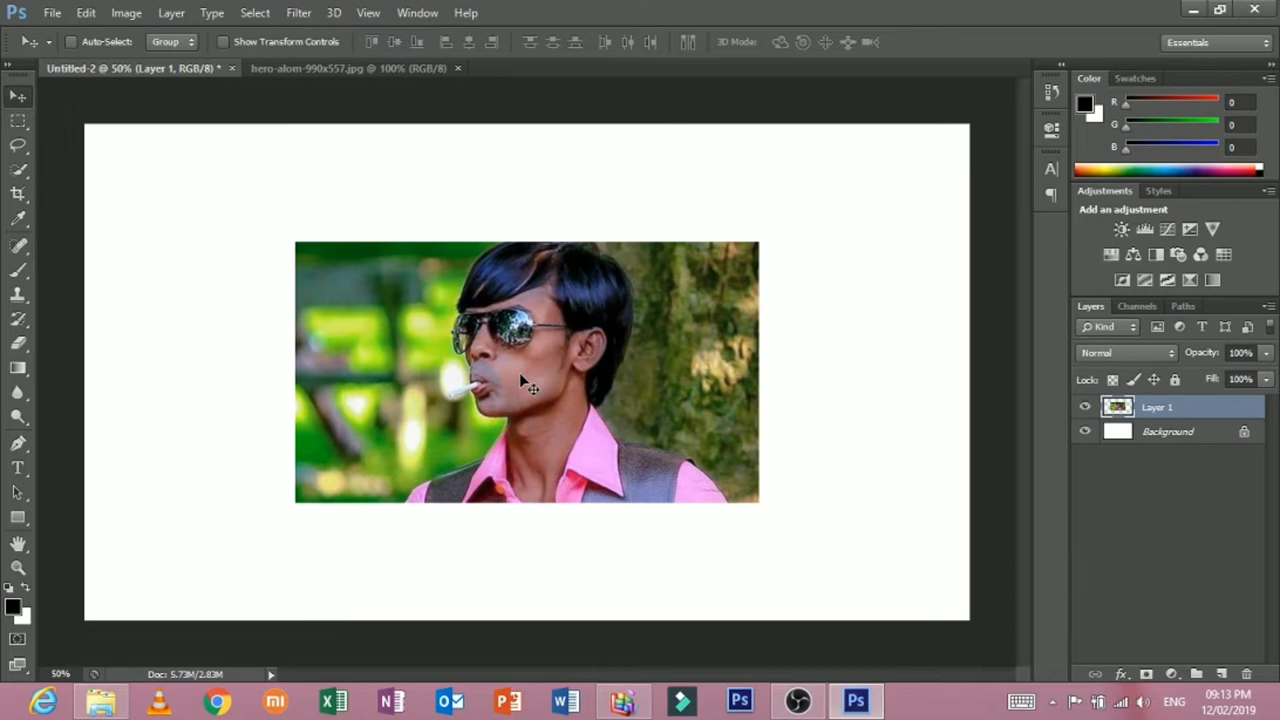 Ps File Edit Image Layer Type Select Filter 3D View Window Help
Auto-Select: Group Show Transform Controls 3D Mode: Essentials
Untitled-2 @ 50% (Layer 1, RGB/8) * × hero-alom-990x557.jpg @ 100% (RGB/8) ×
Color Swatches
R 0
G 0
B 0
Adjustments Styles
Add an adjustment
Layers Channels Paths
Kind
Normal Opacity: 100%
Lock: Fill: 100%
Layer 1
Background
50% Doc: 5.73M/2.83M
ENG 09:13 PM
12/02/2019